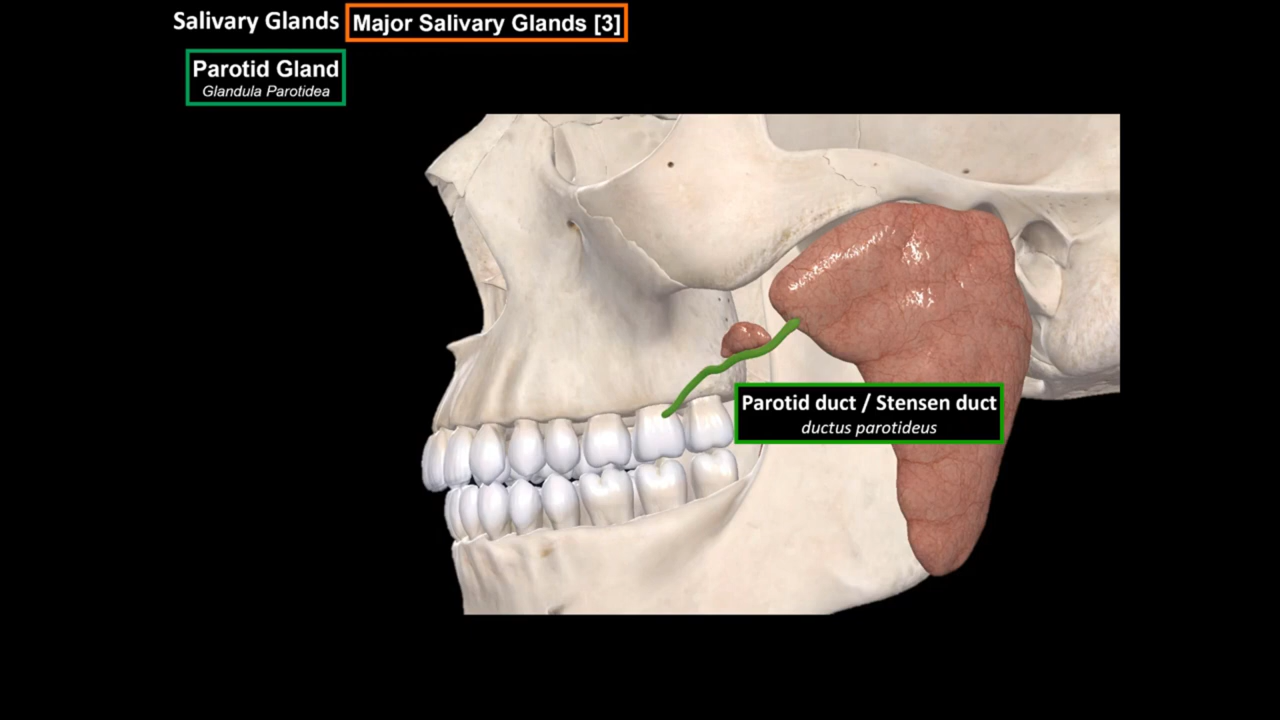 Salivary Glands Major Salivary Glands [3]
Parotid Gland
Glandula Parotidea
Parotid duct / Stensen duct
ductus parotideus